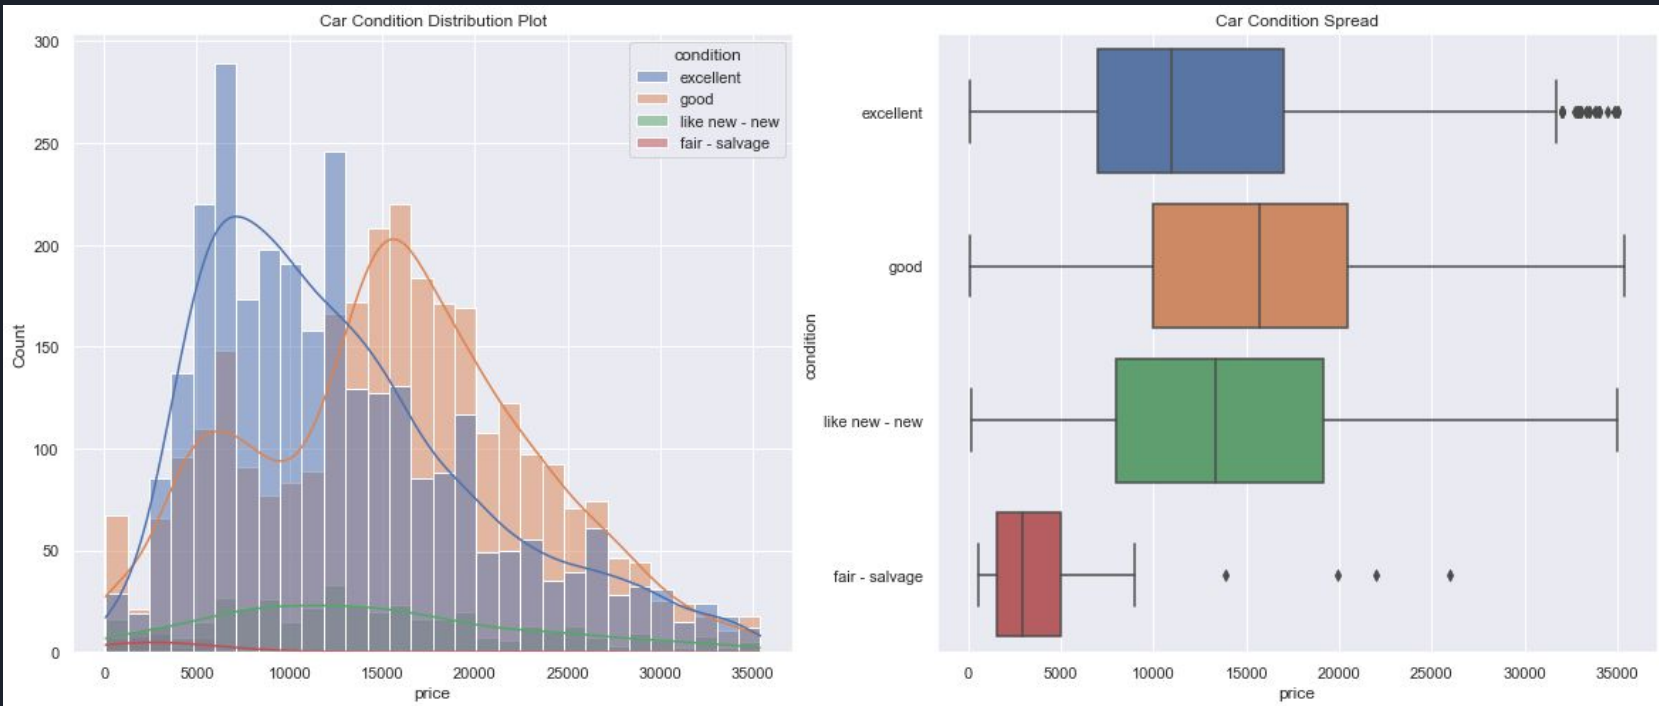 Car Condition Distribution Plot
300
250
200
150
100
50
0
Count
condition
excellent
good
like new - new
fair - salvage
0 5000 10000 15000 20000 25000 30000 35000
price
Car Condition Spread
condition
excellent
good
like new - new
fair - salvage
0 5000 10000 15000 20000 25000 30000 35000
price